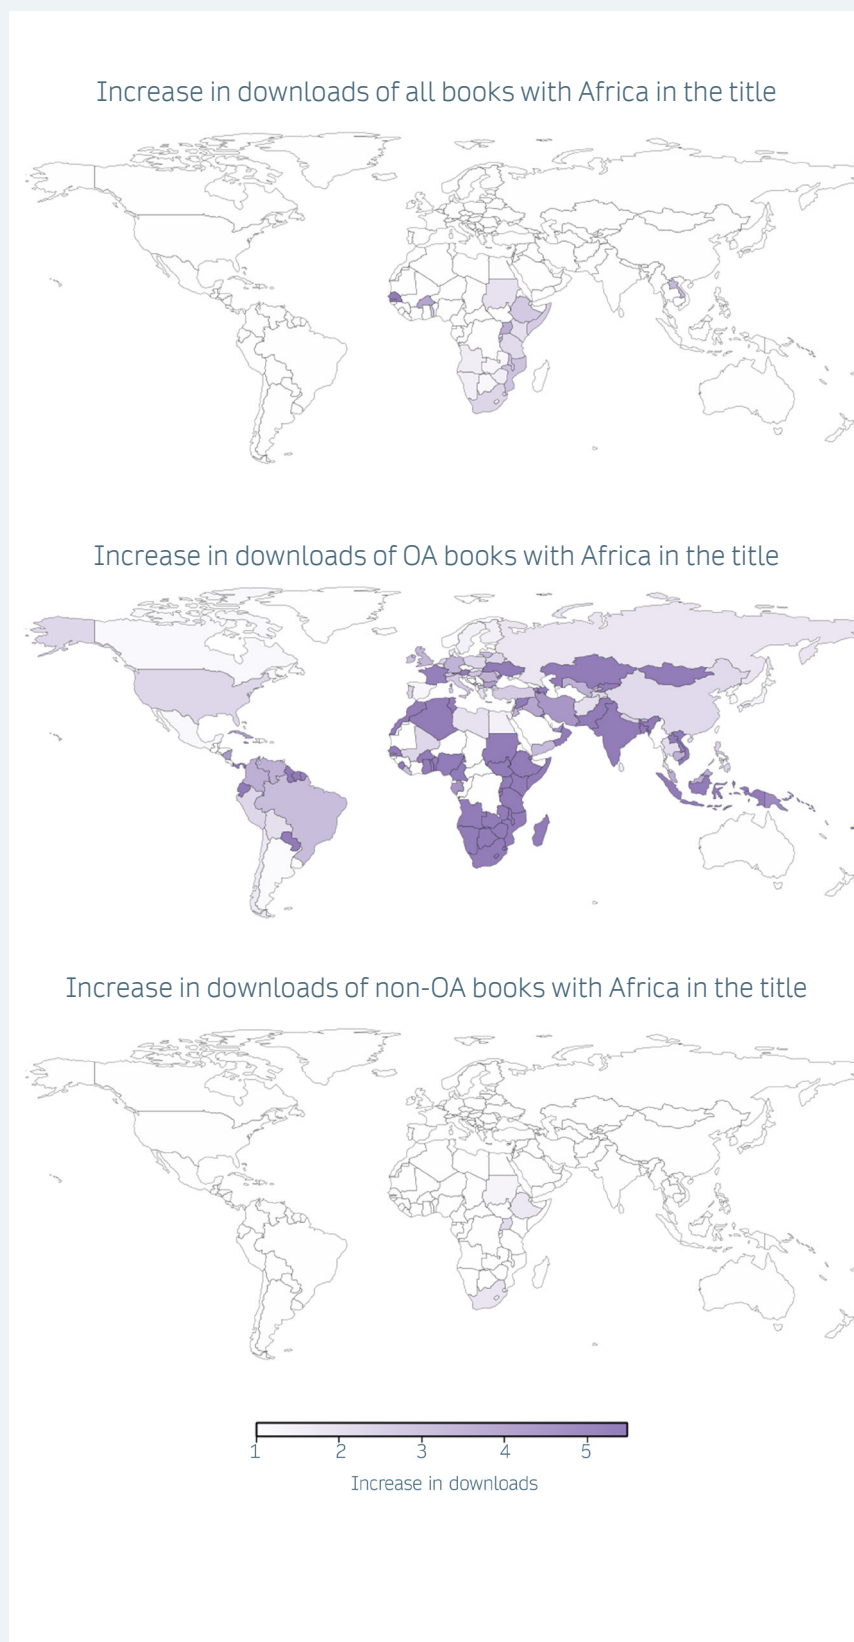 Increase in downloads of all books with Africa in the title
Increase in downloads of OA books with Africa in the title
Increase in downloads of non-OA books with Africa in the title
1 2 3 4 5
Increase in downloads